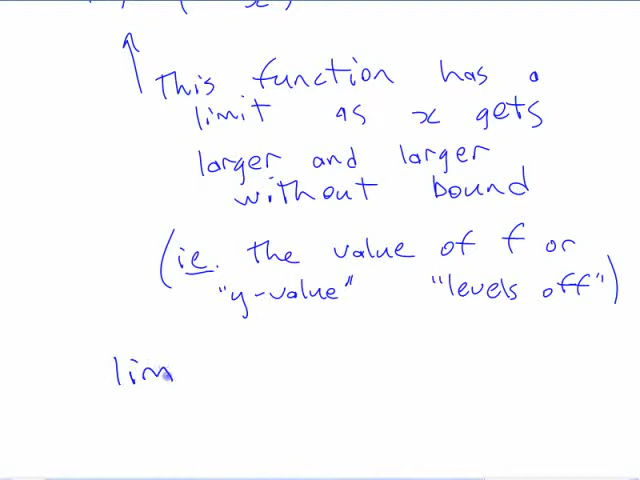 This function has a
limit as x gets
larger and larger
without bound
(ie. the value of f or
"y-value" "levels off")
lim